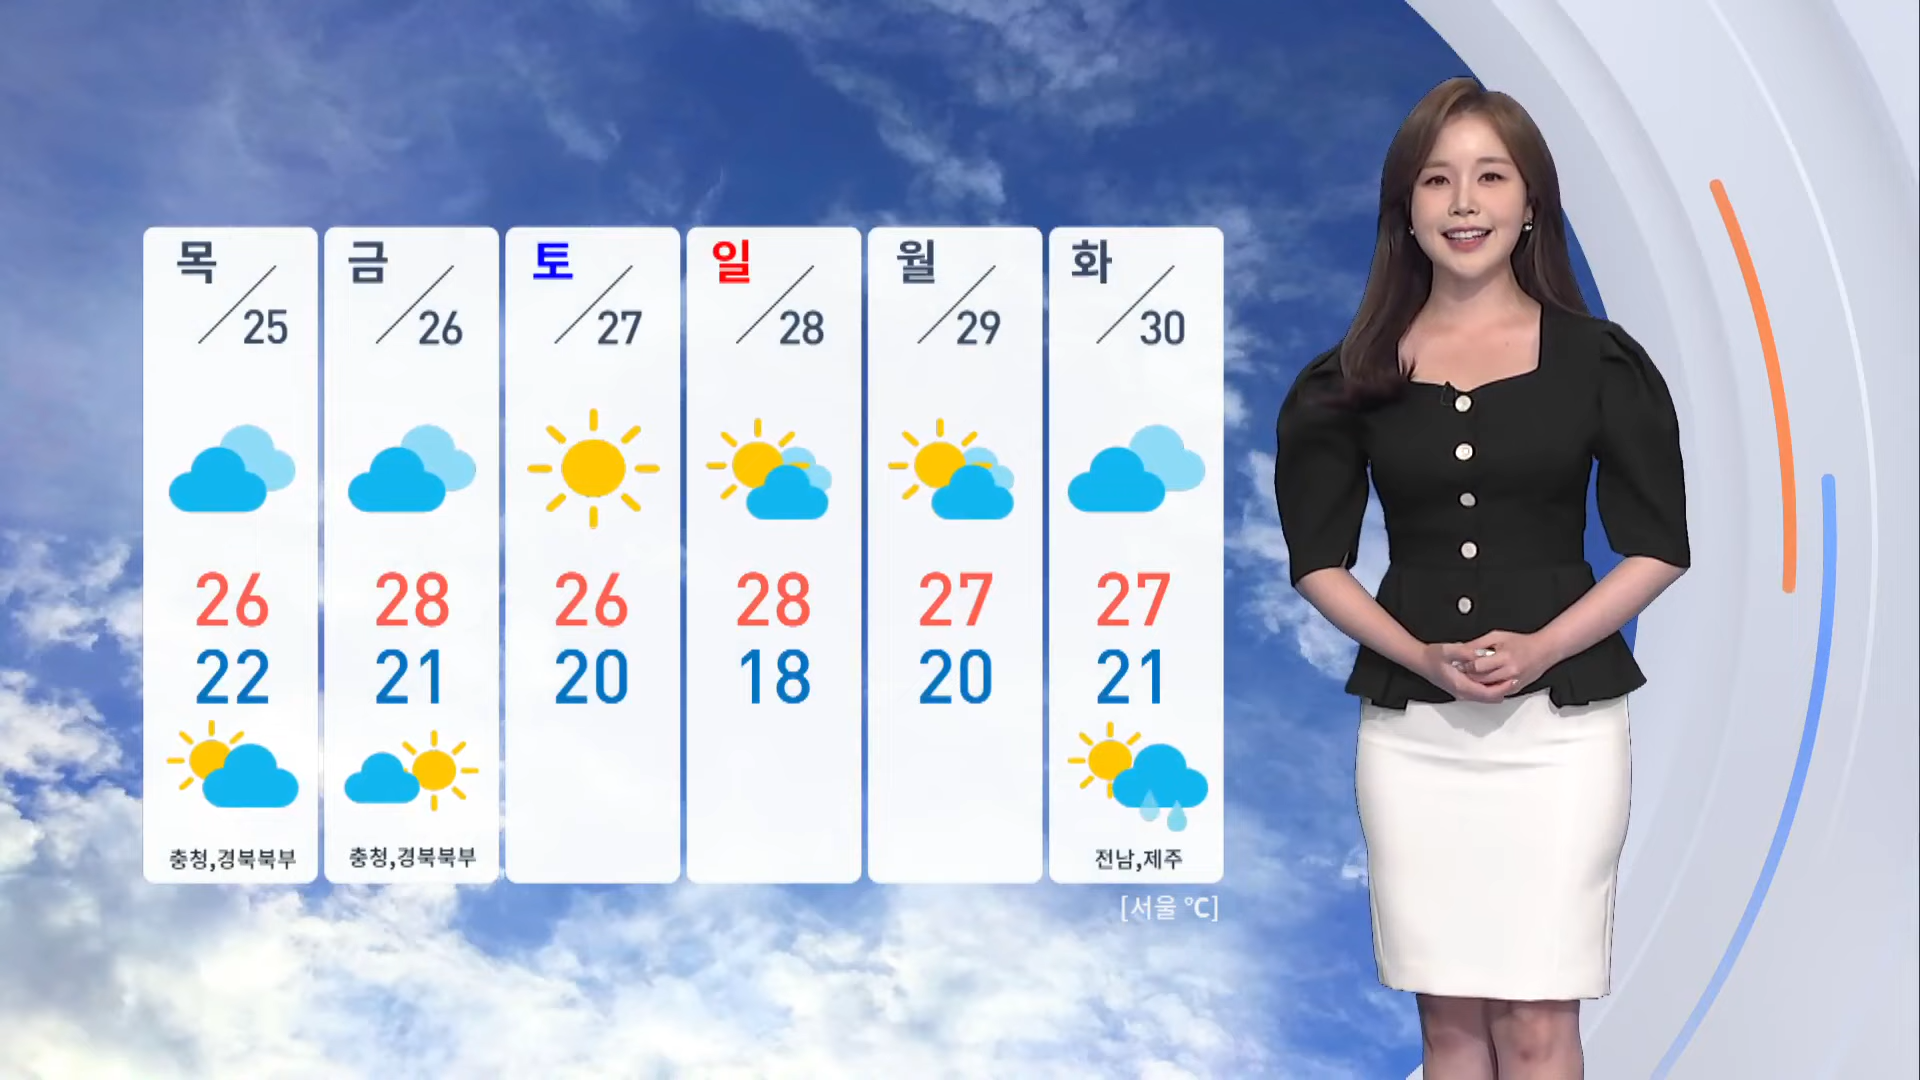 목/25
26
22
충청,경북북부
금/26
28
21
충청,경북북부
토/27
26
20
일/28
28
18
월/29
27
20
화/30
27
21
전남,제주
[서울 ℃]